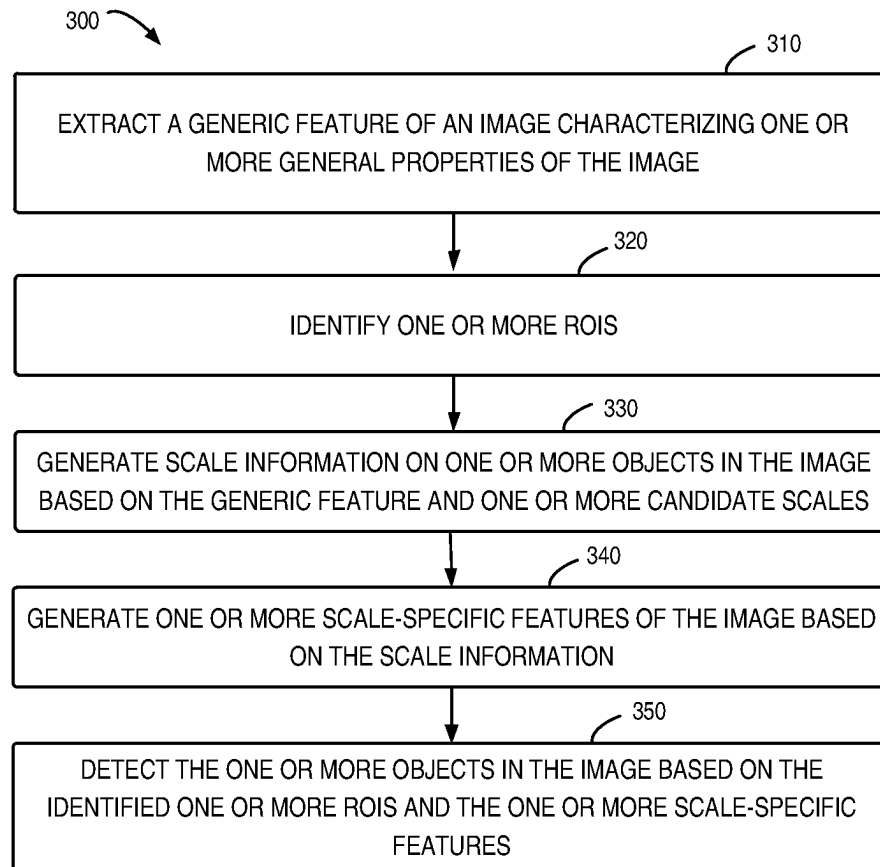 300
310
EXTRACT A GENERIC FEATURE OF AN IMAGE CHARACTERIZING ONE OR
MORE GENERAL PROPERTIES OF THE IMAGE
320
IDENTIFY ONE OR MORE ROIS
330
GENERATE SCALE INFORMATION ON ONE OR MORE OBJECTS IN THE IMAGE
BASED ON THE GENERIC FEATURE AND ONE OR MORE CANDIDATE SCALES
340
GENERATE ONE OR MORE SCALE-SPECIFIC FEATURES OF THE IMAGE BASED
ON THE SCALE INFORMATION
350
DETECT THE ONE OR MORE OBJECTS IN THE IMAGE BASED ON THE
IDENTIFIED ONE OR MORE ROIS AND THE ONE OR MORE SCALE-SPECIFIC
FEATURES